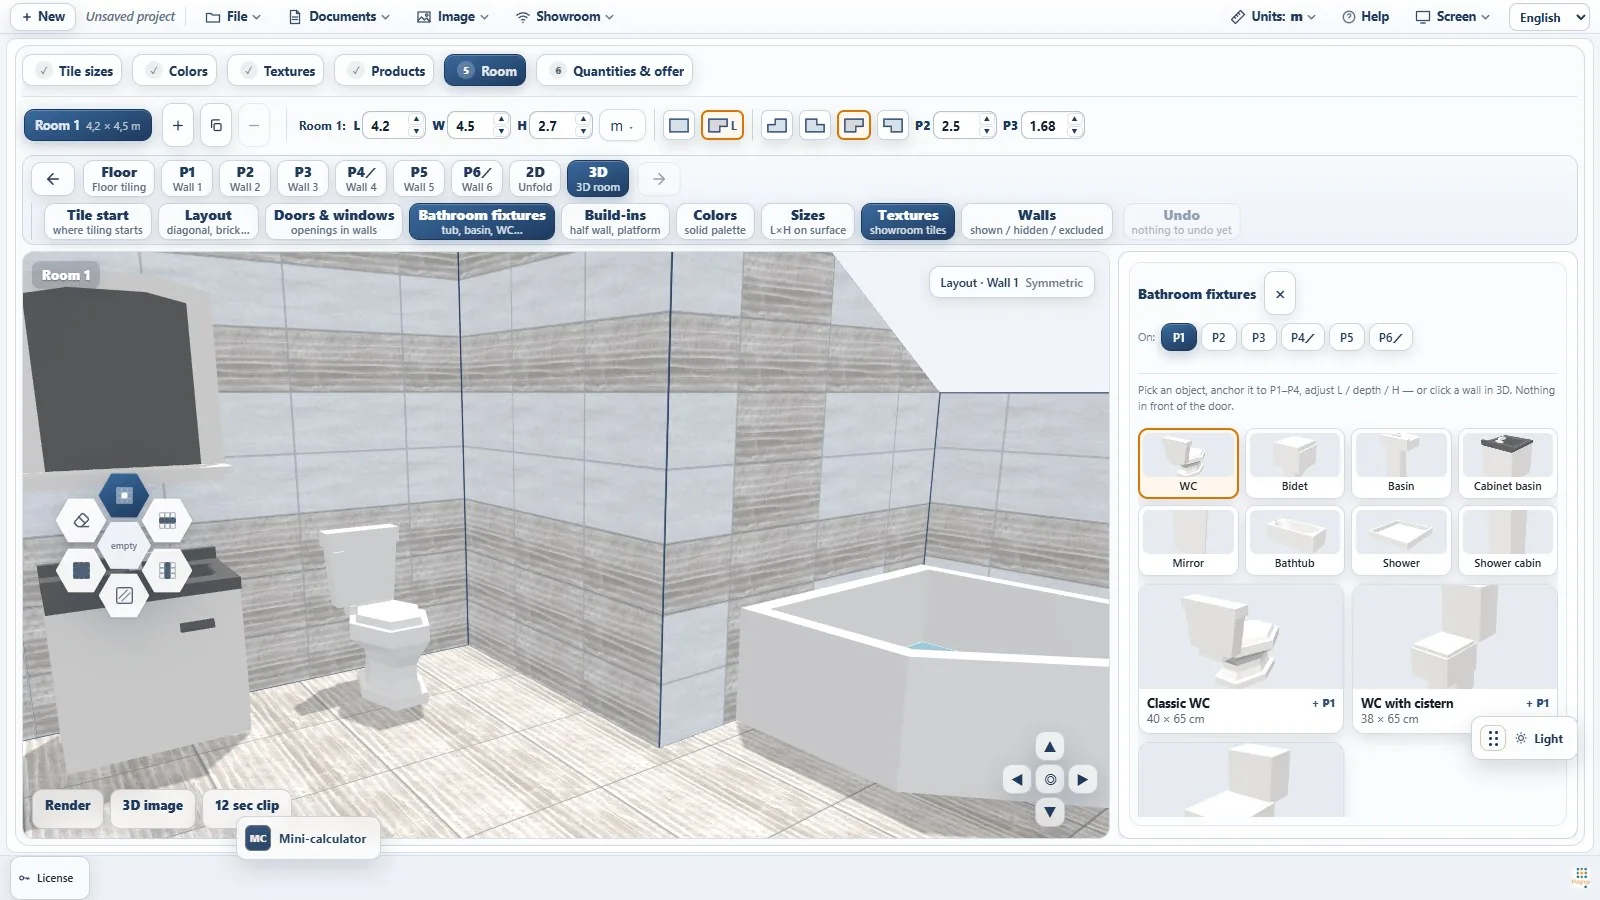 + New
Unsaved project
File
Documents
Image
Showroom
Units: m
Help
Screen
English
✓ Tile sizes
✓ Colors
✓ Textures
✓ Products
5 Room
6 Quantities & offer
Room 1 4,2 × 4,5 m
Room 1: L 4.2 W 4.5 H 2.7 m
L
P2 2.5 P3 1.68
Floor
Floor tiling
P1
Wall 1
P2
Wall 2
P3
Wall 3
P4
Wall 4
P5
Wall 5
P6
Wall 6
2D
Unfold
3D
3D room
Tile start
where tiling starts
Layout
diagonal, brick...
Doors & windows
openings in walls
Bathroom fixtures
tub, basin, WC...
Build-ins
half wall, platform
Colors
solid palette
Sizes
L×H on surface
Textures
showroom tiles
Walls
shown / hidden / excluded
Undo
nothing to undo yet
Room 1
Layout · Wall 1 Symmetric
empty
Render
3D image
12 sec clip
MC Mini-calculator
Bathroom fixtures ×
On: P1 P2 P3 P4 P5 P6
Pick an object, anchor it to P1–P4, adjust L / depth / H — or click a wall in 3D. Nothing
in front of the door.
WC
Bidet
Basin
Cabinet basin
Mirror
Bathtub
Shower
Shower cabin
Classic WC + P1
40 × 65 cm
WC with cistern + P1
38 × 65 cm
Light
License